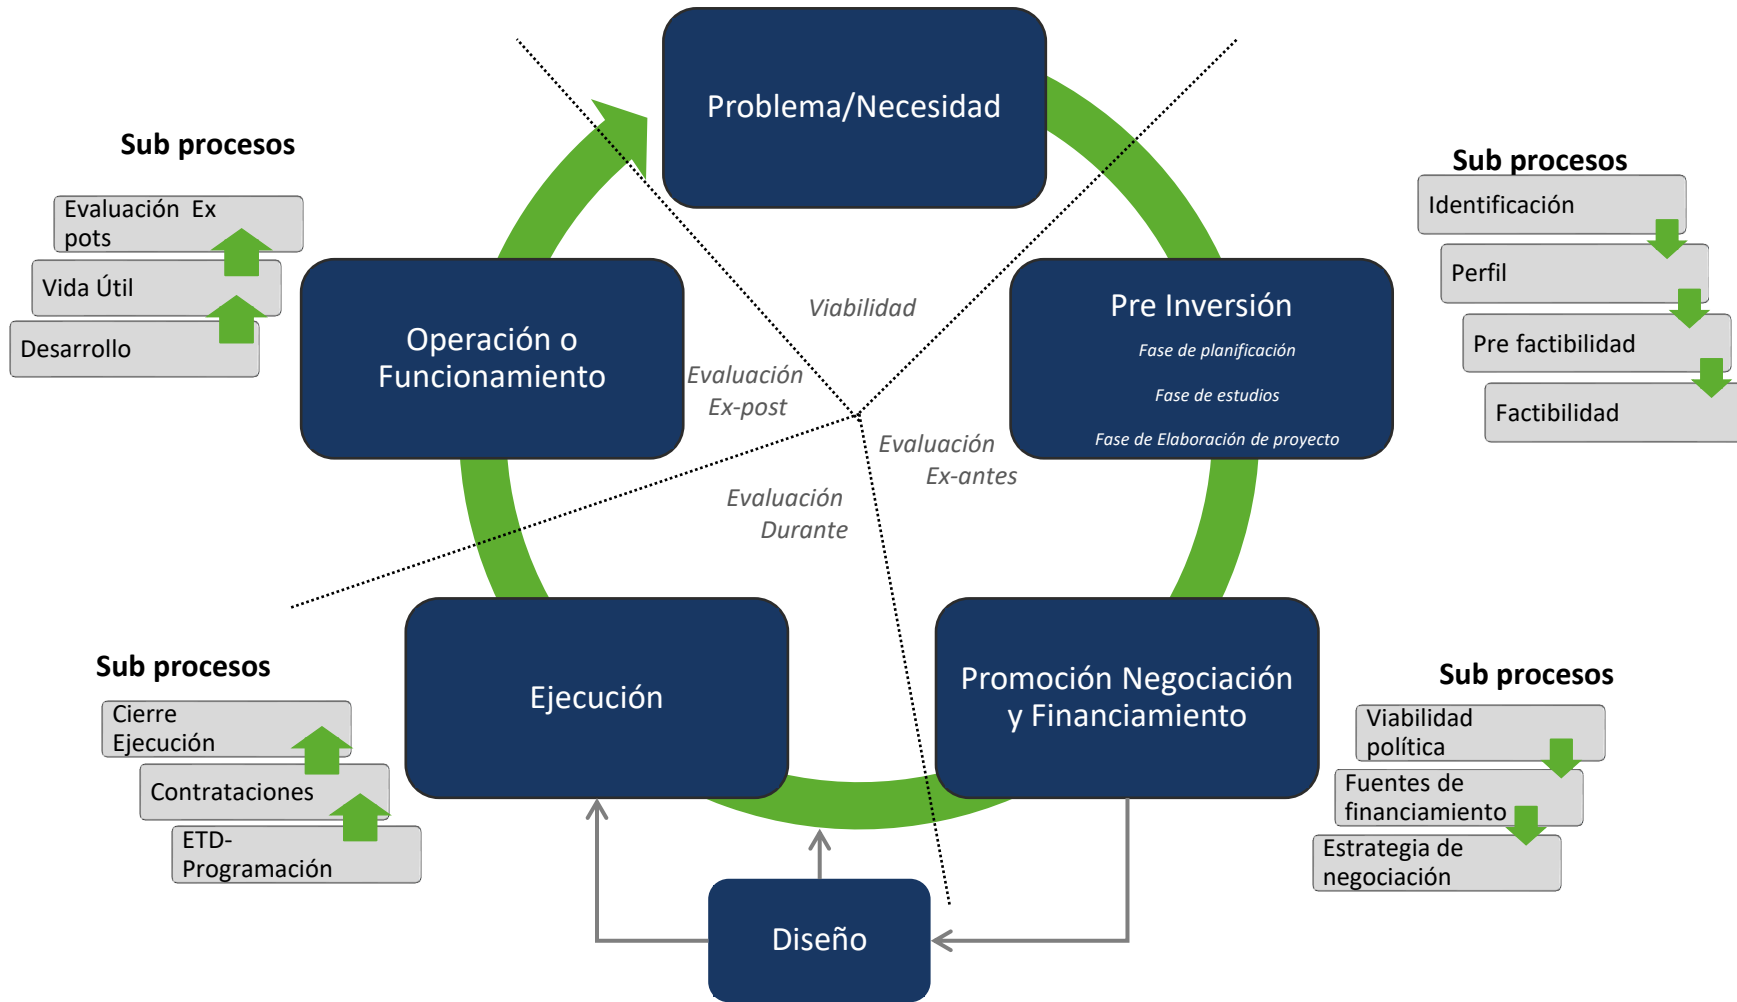 Problema/Necesidad
Sub procesos
Evaluación Ex
pots
Vida Útil
Desarrollo
Operación o
Funcionamiento
Viabilidad
Evaluación
Ex-post
Evaluación
Ex-antes
Evaluación
Durante
Pre Inversión
Fase de planificación
Fase de estudios
Fase de Elaboración de proyecto
Sub procesos
Identificación
Perfil
Pre factibilidad
Factibilidad
Sub procesos
Cierre
Ejecución
Contrataciones
ETD-
Programación
Ejecución
Promoción Negociación
y Financiamiento
Sub procesos
Viabilidad
política
Fuentes de
financiamiento
Estrategia de
negociación
Diseño